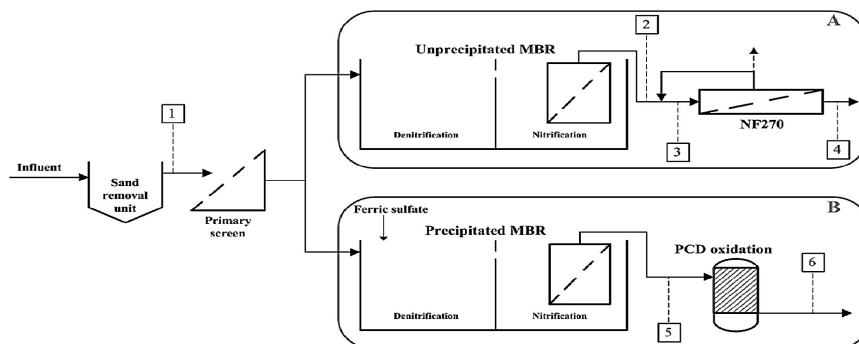 A
2
Unprecipitated MBR
1
Denitrification
Nitrification
NF270
3
4
Influent
Sand
removal
unit
Primary
screen
B
Ferric sulfate
Precipitated MBR
PCD oxidation
6
Denitrification
Nitrification
5